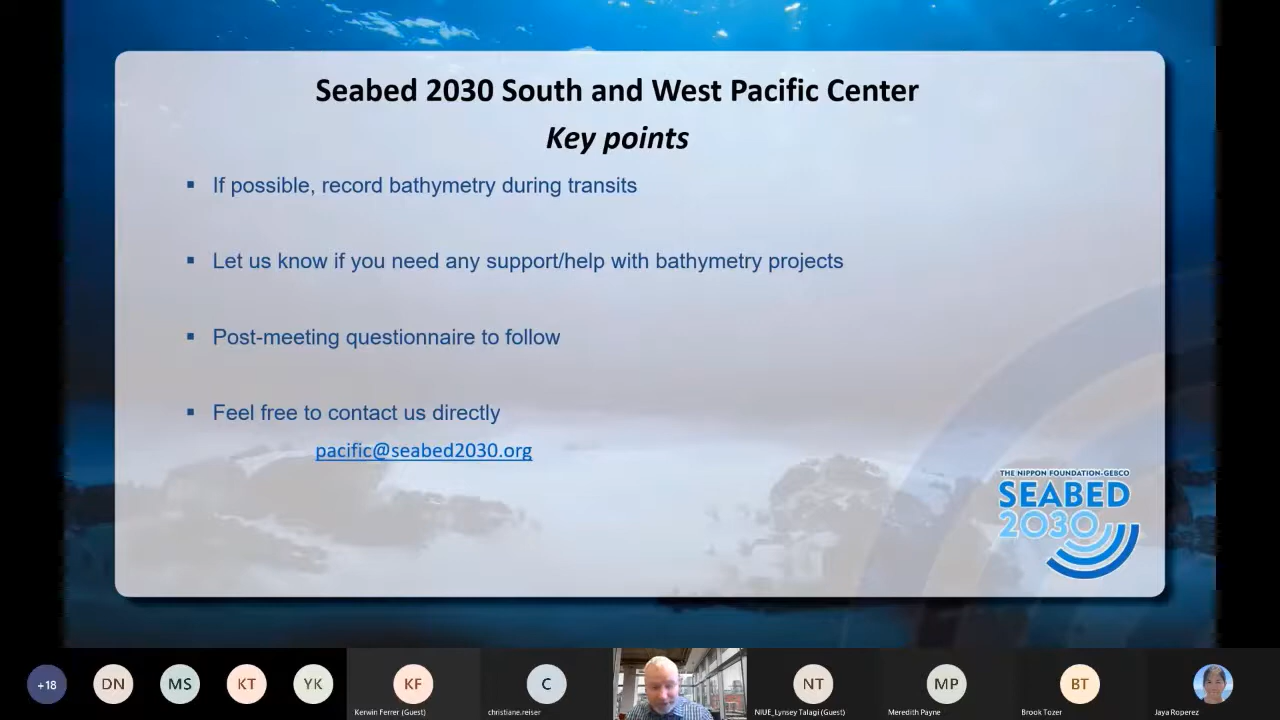 Seabed 2030 South and West Pacific Center
Key points
▪ If possible, record bathymetry during transits
▪ Let us know if you need any support/help with bathymetry projects
▪ Post-meeting questionnaire to follow
▪ Feel free to contact us directly
pacific@seabed2030.org
THE NIPPON FOUNDATION-GEBCO
SEABED
2030
+18
DN
MS
KT
YK
KF
C
NT
MP
BT
Kerwin Ferrer (Guest)
christiane.reiser
NIUE_Lynsey Talagi (Guest)
Meredith Payne
Brook Tozer
Jaya Roperez